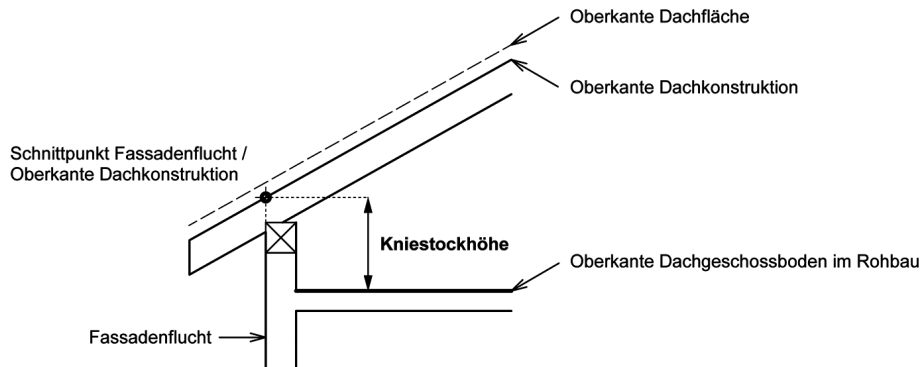 Oberkante Dachfläche
Oberkante Dachkonstruktion
Schnittpunkt Fassadenflucht /
Oberkante Dachkonstruktion
Kniestockhöhe
Oberkante Dachgeschossboden im Rohbau
Fassadenflucht